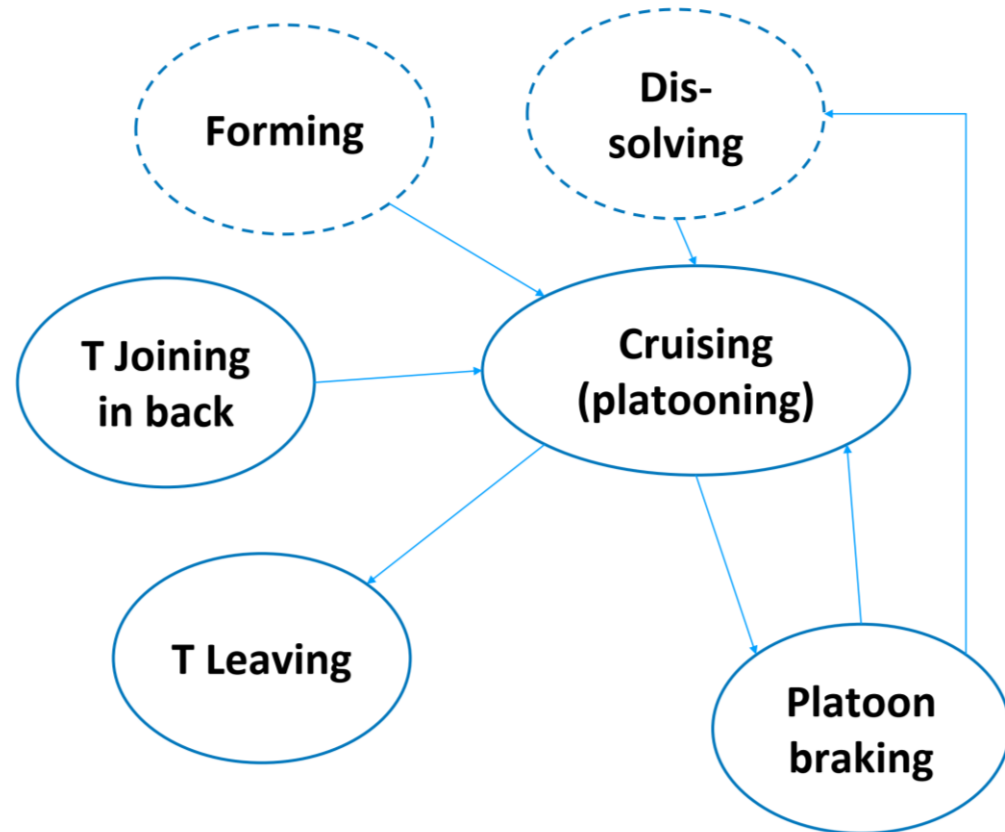 Forming
Dis-
solving
T Joining
in back
Cruising
(platooning)
T Leaving
Platoon
braking